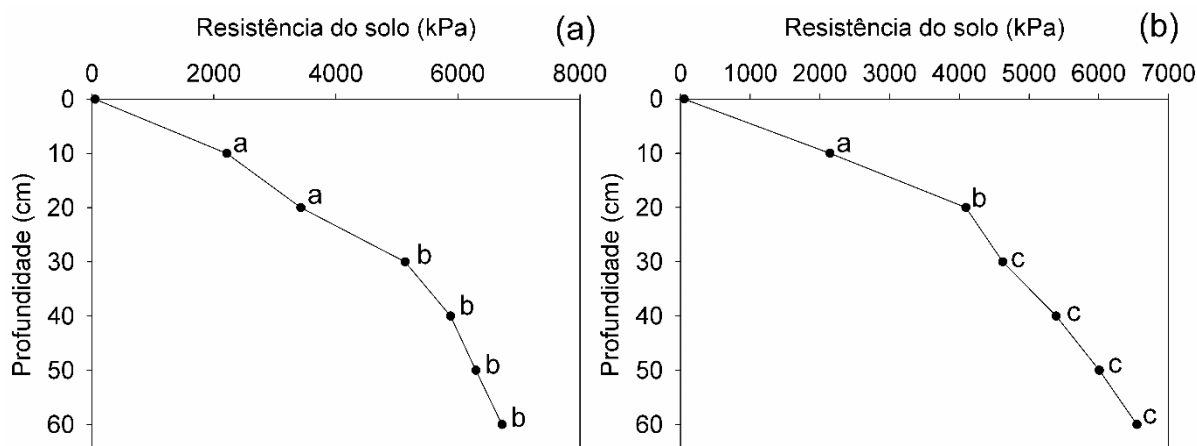 Resistência do solo (kPa) (a)
0 2000 4000 6000 8000
0
10
20
30
40
50
60
Profundidade (cm)
a
a
b
b
b
b
Resistência do solo (kPa) (b)
0 1000 2000 3000 4000 5000 6000 7000
0
10
20
30
40
50
60
Profundidade (cm)
a
b
c
c
c
c